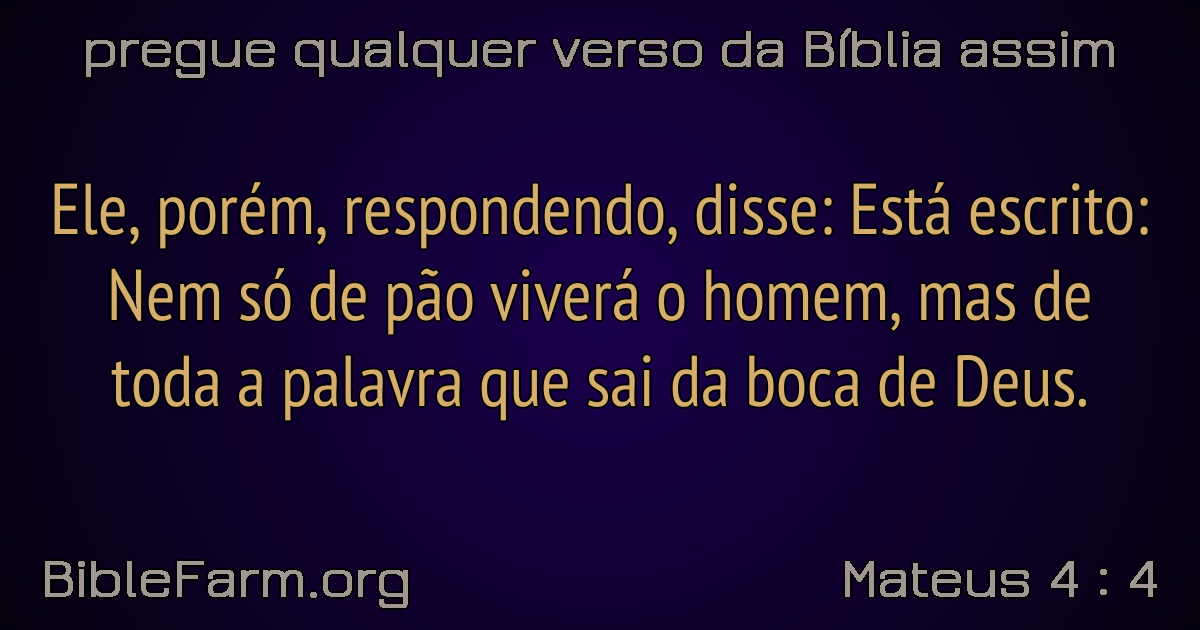 pregue qualquer verso da Bíblia assim
Ele, porém, respondendo, disse: Está escrito:
Nem só de pão viverá o homem, mas de
toda a palavra que sai da boca de Deus.
BibleFarm.org
Mateus 4 : 4